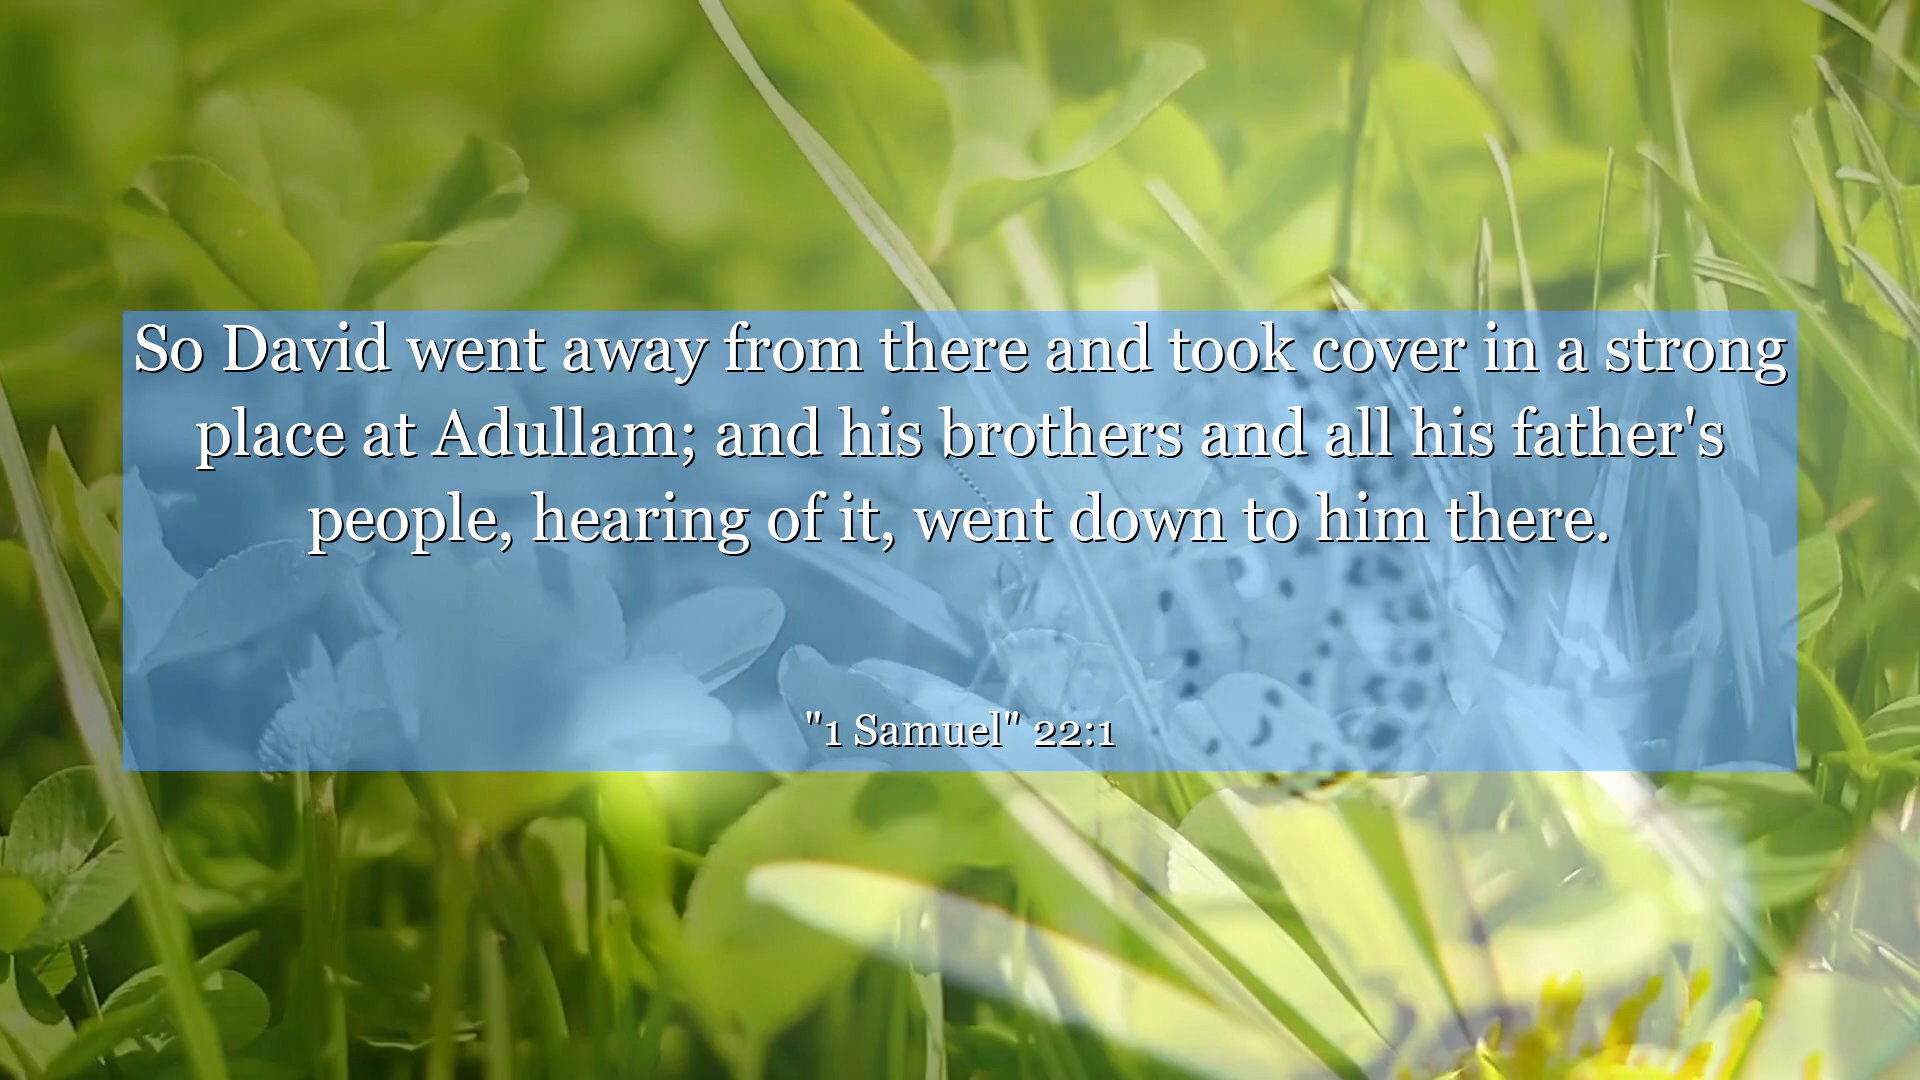 So David went away from there and took cover in a strong
place at Adullam; and his brothers and all his father's
people, hearing of it, went down to him there.
"1 Samuel" 22:1